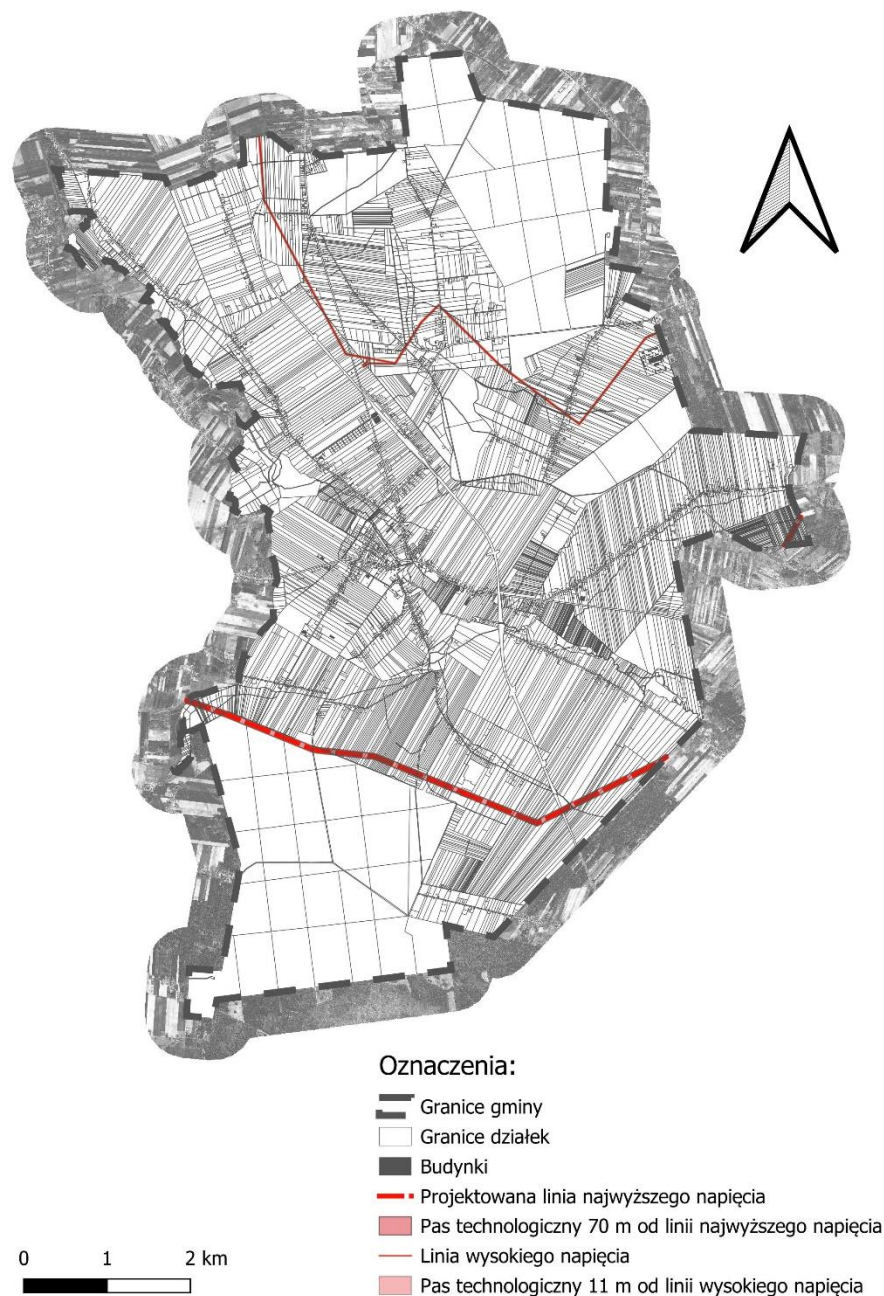 Oznaczenia:
Granice gminy
Granice działek
Budynki
Projektowana linia najwyższego napięcia
Pas technologiczny 70 m od linii najwyższego napięcia
Linia wysokiego napięcia
Pas technologiczny 11 m od linii wysokiego napięcia
0 1 2 km